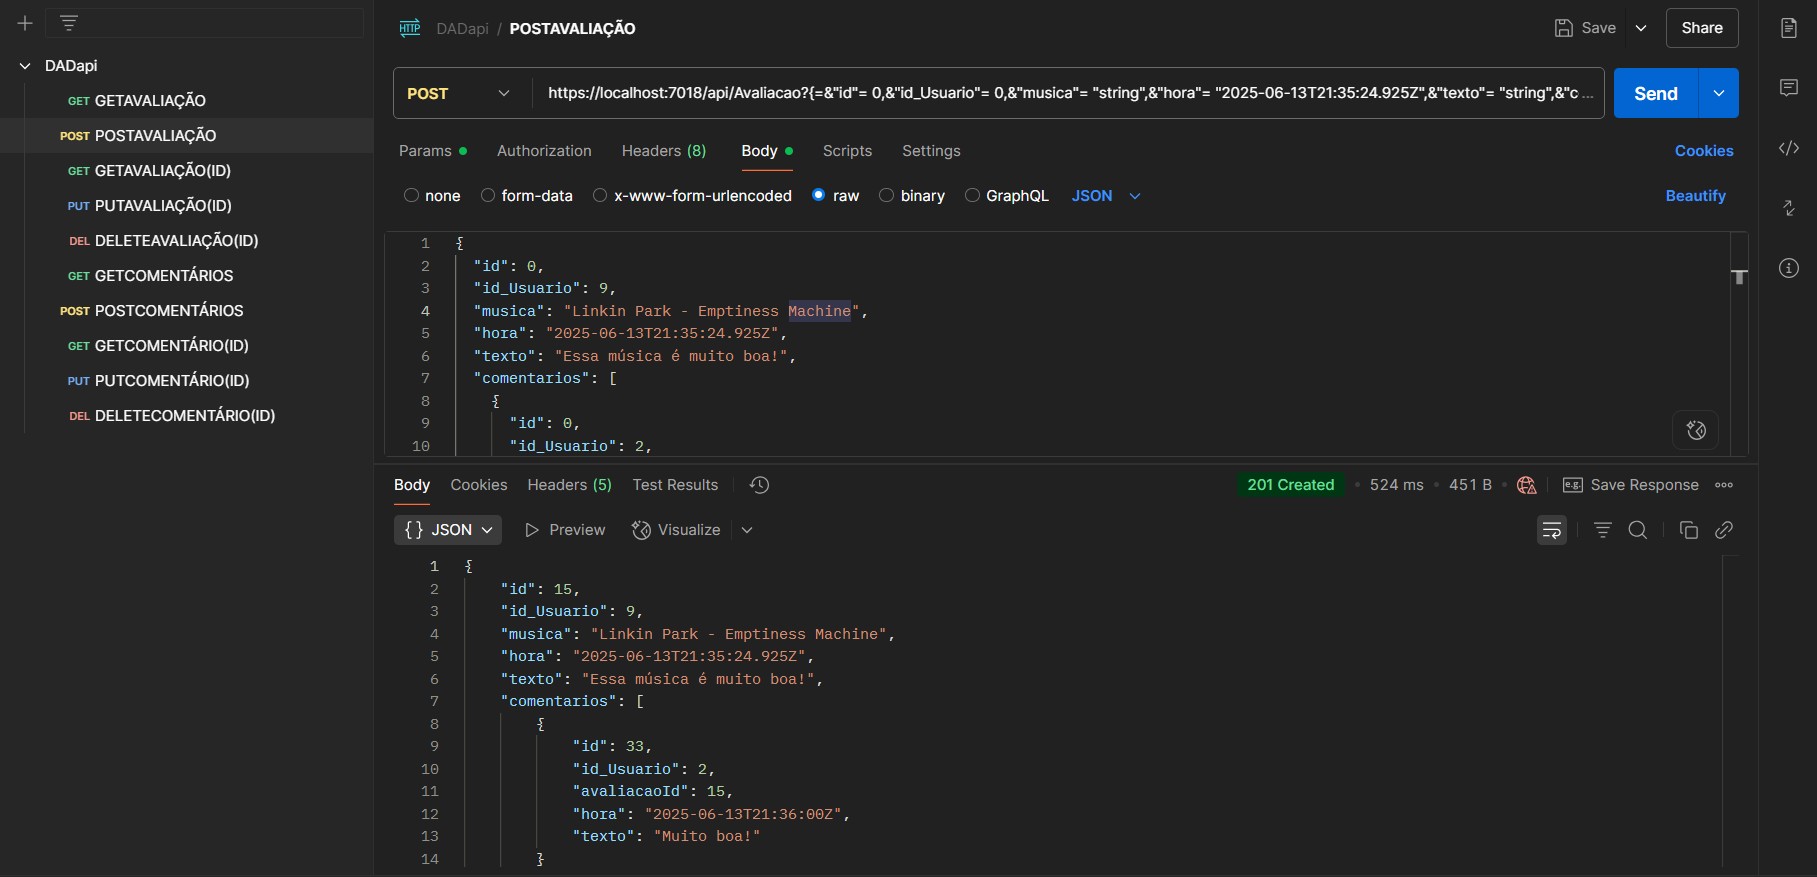 DADapi
GET GETAVALIAÇÃO
POST POSTAVALIAÇÃO
GET GETAVALIAÇÃO(ID)
PUT PUTAVALIAÇÃO(ID)
DEL DELETEAVALIAÇÃO(ID)
GET GETCOMENTÁRIOS
POST POSTCOMENTÁRIOS
GET GETCOMENTÁRIO(ID)
PUT PUTCOMENTÁRIO(ID)
DEL DELETECOMENTÁRIO(ID)
HTTP DADapi / POSTAVALIAÇÃO Save Share
POST https://localhost:7018/api/Avaliacao?{=&"id"= 0,&"id_Usuario"= 0,&"musica"= "string",&"hora"= "2025-06-13T21:35:24.925Z",&"texto"= "string",&"c ... Send
Params Authorization Headers (8) Body Scripts Settings Cookies
none form-data x-www-form-urlencoded raw binary GraphQL JSON Beautify
1 {
2 "id": 0,
3 "id_Usuario": 9,
4 "musica": "Linkin Park - Emptiness Machine",
5 "hora": "2025-06-13T21:35:24.925Z",
6 "texto": "Essa música é muito boa!",
7 "comentarios": [
8 {
9 "id": 0,
10 "id_Usuario": 2,
Body Cookies Headers (5) Test Results 201 Created • 524 ms • 451 B • e.g. Save Response
{} JSON Preview Visualize
1 {
2 "id": 15,
3 "id_Usuario": 9,
4 "musica": "Linkin Park - Emptiness Machine",
5 "hora": "2025-06-13T21:35:24.925Z",
6 "texto": "Essa música é muito boa!",
7 "comentarios": [
8 {
9 "id": 33,
10 "id_Usuario": 2,
11 "avaliacaoId": 15,
12 "hora": "2025-06-13T21:36:00Z",
13 "texto": "Muito boa!"
14 }